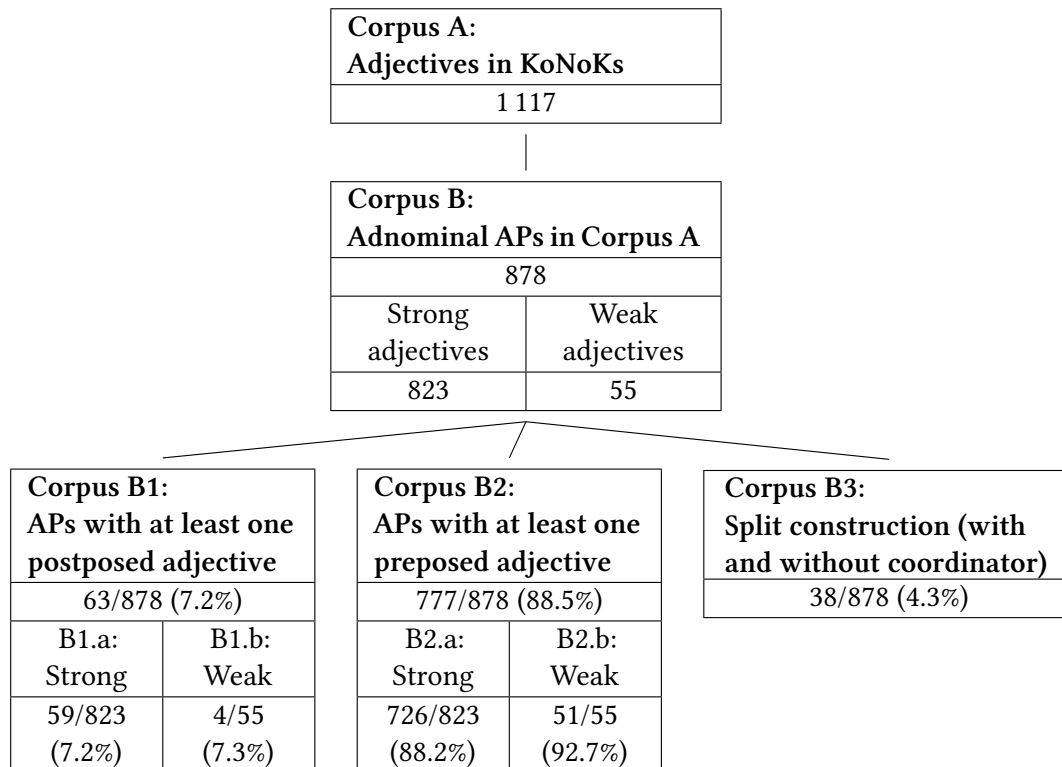 Corpus A:
Adjectives in KoNoKs
1 117
Corpus B:
Adnominal APs in Corpus A
878
Strong adjectives
Weak adjectives
823
55
Corpus B1:
APs with at least one
postposed adjective
63/878 (7.2%)
B1.a:
Strong
B1.b:
Weak
59/823
(7.2%)
4/55
(7.3%)
Corpus B2:
APs with at least one
preposed adjective
777/878 (88.5%)
B2.a:
Strong
B2.b:
Weak
726/823
(88.2%)
51/55
(92.7%)
Corpus B3:
Split construction (with
and without coordinator)
38/878 (4.3%)